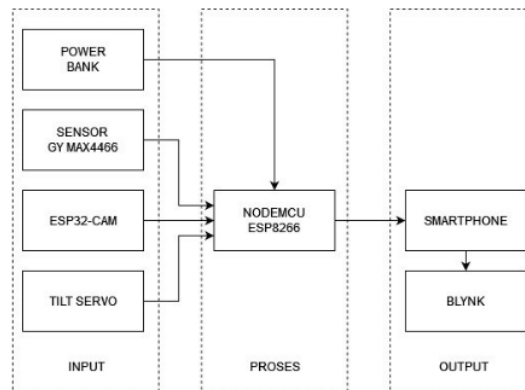 POWER
BANK
SENSOR
GY MAX4466
ESP32-CAM
TILT SERVO
INPUT
NODEMCU
ESP8266
PROSES
SMARTPHONE
BLYNK
OUTPUT